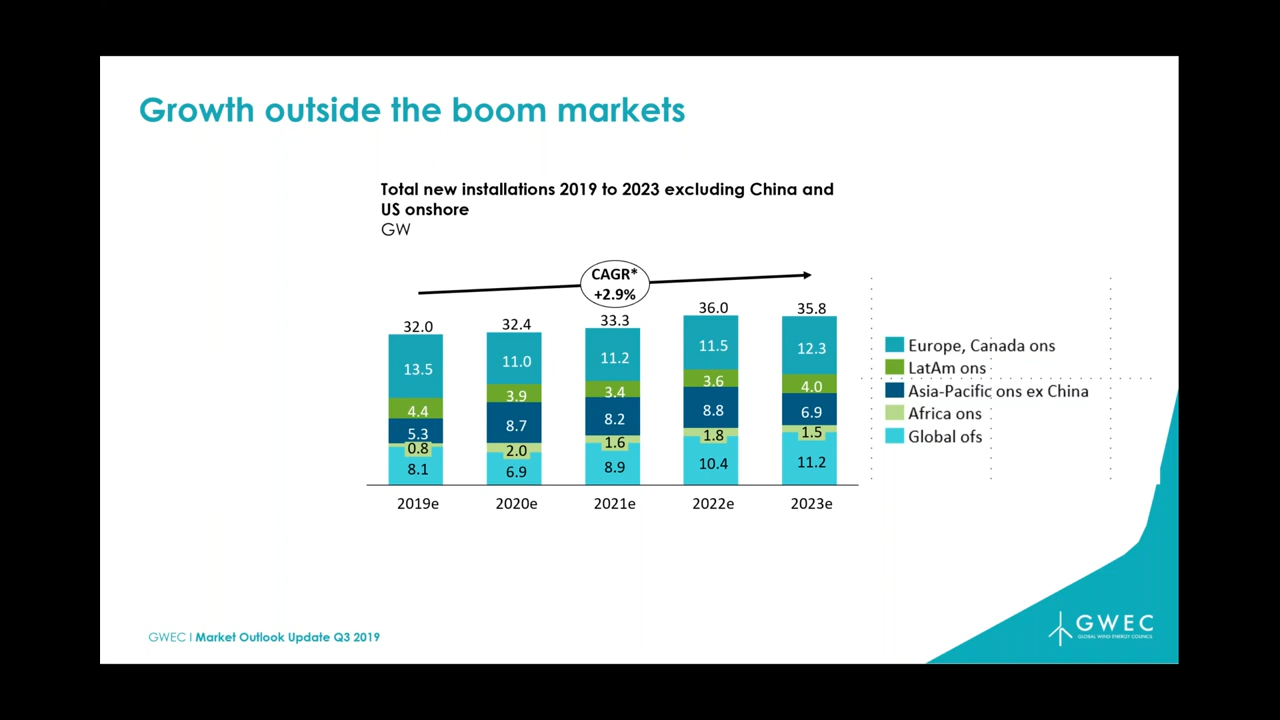 Growth outside the boom markets
Total new installations 2019 to 2023 excluding China and
US onshore
GW
CAGR*
+2.9%
32.0 32.4 33.3 36.0 35.8
13.5 11.0 11.2 11.5 12.3
4.4 3.9 3.4 3.6 4.0
5.3 8.7 8.2 8.8 6.9
0.8 2.0 1.6 1.8 1.5
8.1 6.9 8.9 10.4 11.2
2019e 2020e 2021e 2022e 2023e
Europe, Canada ons
LatAm ons
Asia-Pacific ons ex China
Africa ons
Global ofs
GWEC I Market Outlook Update Q3 2019
GWEC
GLOBAL WIND ENERGY COUNCIL